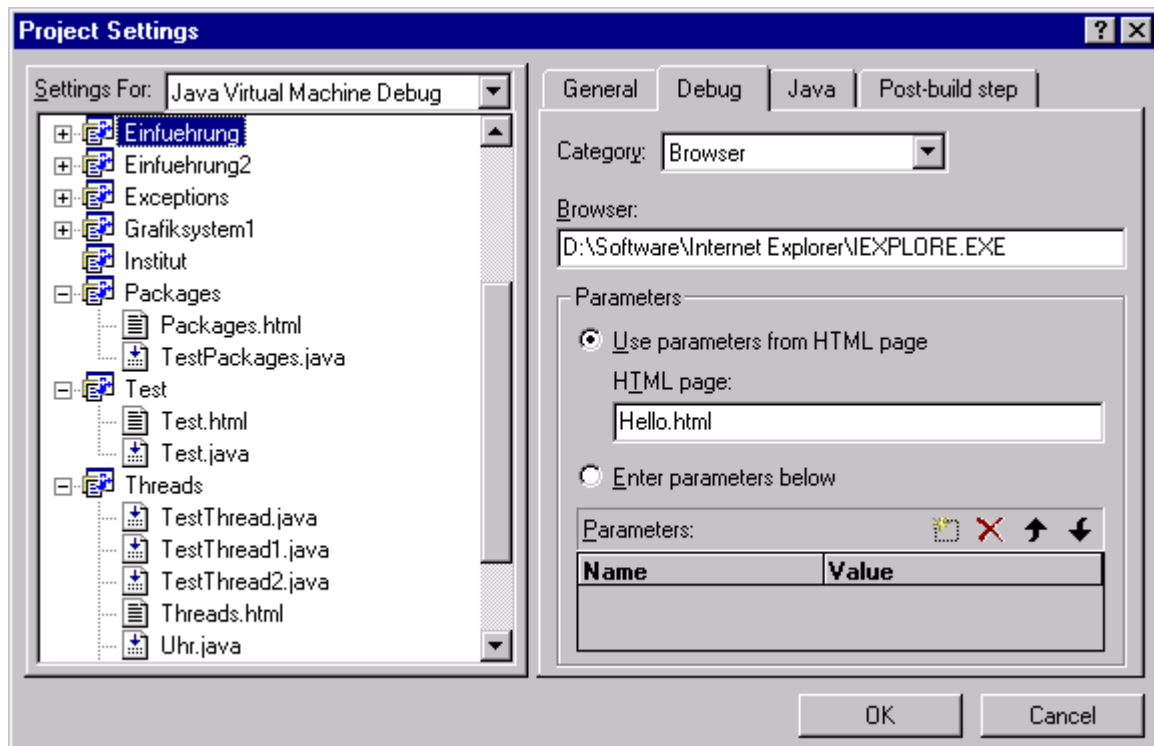 Project Settings
Settings For: Java Virtual Machine Debug
Einfuehrung
Einfuehrung2
Exceptions
Grafiksystem1
Institut
Packages
Packages.html
TestPackages.java
Test
Test.html
Test.java
Threads
TestThread.java
TestThread1.java
TestThread2.java
Threads.html
Uhr.java
General Debug Java Post-build step
Category: Browser
Browser:
D:\Software\Internet Explorer\IEXPLORE.EXE
Parameters
Use parameters from HTML page
HTML page:
Hello.html
Enter parameters below
Parameters:
Name Value
OK Cancel